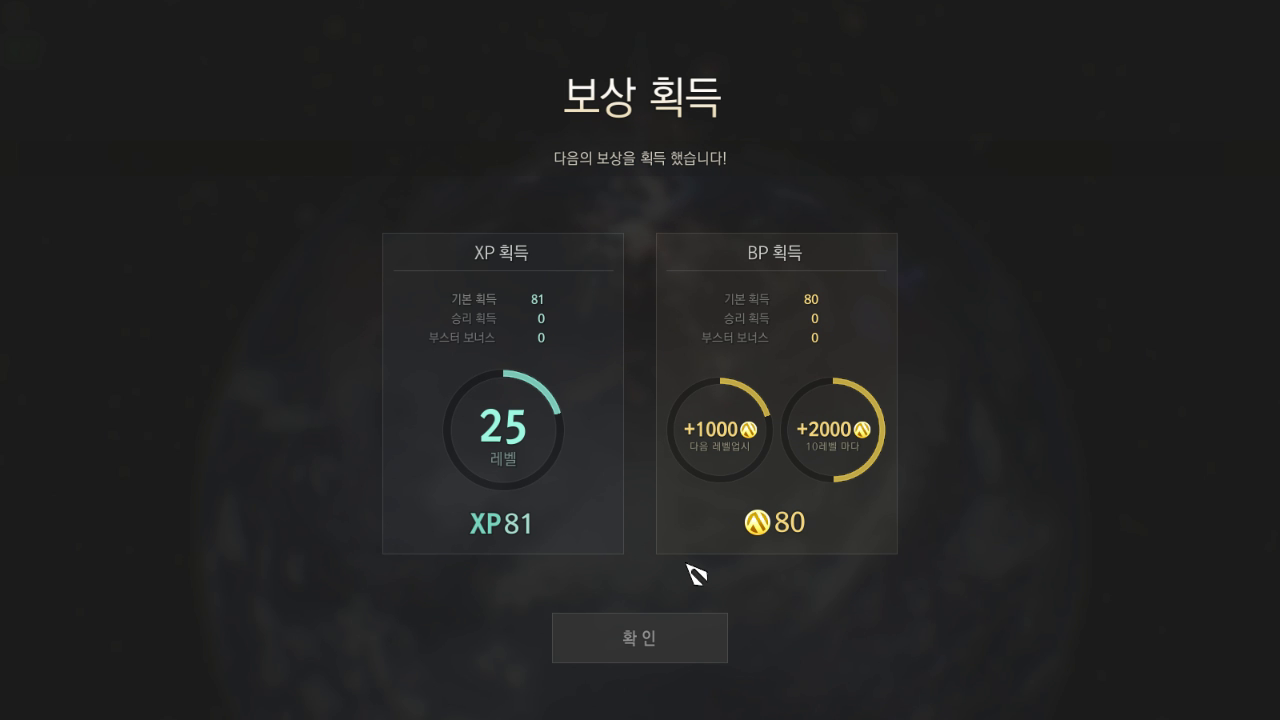 보상 획득
다음의 보상을 획득 했습니다!
XP 획득
기본 획득 81
승리 획득 0
부스터 보너스 0
25
레벨
XP 81
BP 획득
기본 획득 80
승리 획득 0
부스터 보너스 0
+1000
다음 레벨업시
+2000
10레벨 마다
80
확인